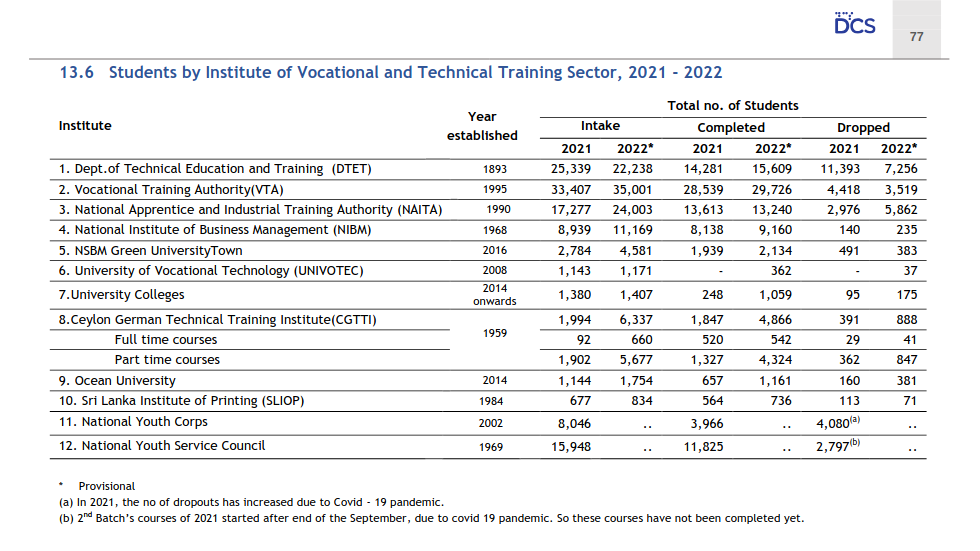 DCS
77
13.6 Students by Institute of Vocational and Technical Training Sector, 2021 - 2022
Institute Year established Total no. of Students
Intake Completed Dropped
2021 2022* 2021 2022* 2021 2022*
1. Dept.of Technical Education and Training (DTET) 1893 25,339 22,238 14,281 15,609 11,393 7,256
2. Vocational Training Authority(VTA) 1995 33,407 35,001 28,539 29,726 4,418 3,519
3. National Apprentice and Industrial Training Authority (NAITA) 1990 17,277 24,003 13,613 13,240 2,976 5,862
4. National Institute of Business Management (NIBM) 1968 8,939 11,169 8,138 9,160 140 235
5. NSBM Green UniversityTown 2016 2,784 4,581 1,939 2,134 491 383
6. University of Vocational Technology (UNIVOTEC) 2008 1,143 1,171 - 362 - 37
7.University Colleges 2014 onwards 1,380 1,407 248 1,059 95 175
8.Ceylon German Technical Training Institute(CGTTI) 1959 1,994 6,337 1,847 4,866 391 888
Full time courses 92 660 520 542 29 41
Part time courses 1,902 5,677 1,327 4,324 362 847
9. Ocean University 2014 1,144 1,754 657 1,161 160 381
10. Sri Lanka Institute of Printing (SLIOP) 1984 677 834 564 736 113 71
11. National Youth Corps 2002 8,046 .. 3,966 .. 4,080(a) ..
12. National Youth Service Council 1969 15,948 .. 11,825 .. 2,797(b) ..
* Provisional
(a) In 2021, the no of dropouts has increased due to Covid - 19 pandemic.
(b) 2nd Batch's courses of 2021 started after end of the September, due to covid 19 pandemic. So these courses have not been completed yet.